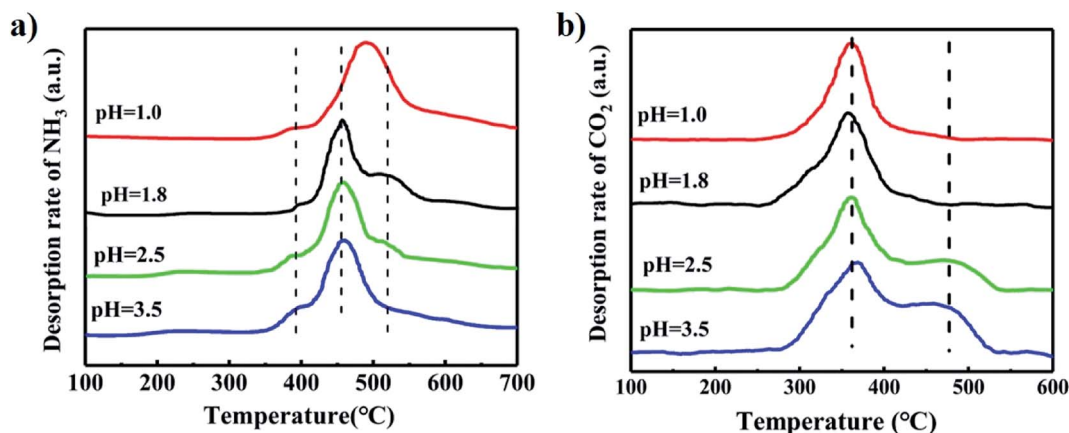 a)
Desorption rate of NH3 (a.u.)
pH=1.0
pH=1.8
pH=2.5
pH=3.5
100 200 300 400 500 600 700
Temperature(°C)
b)
Desorption rate of CO2 (a.u.)
pH=1.0
pH=1.8
pH=2.5
pH=3.5
100 200 300 400 500 600
Temperature (°C)